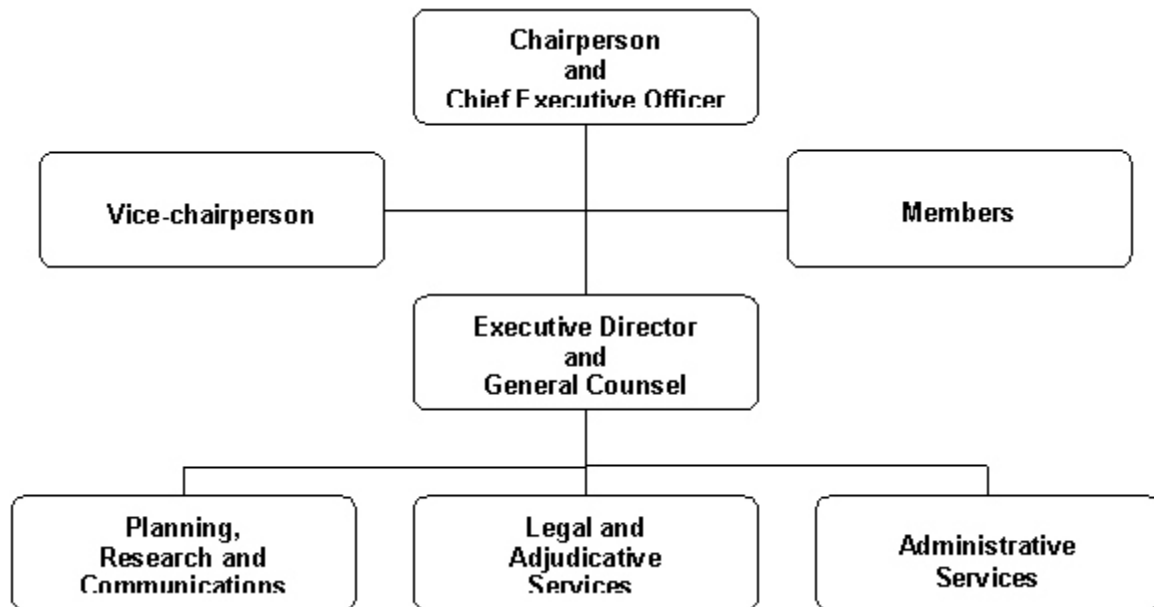 Chairperson
and
Chief Executive Officer
Vice-chairperson
Members
Executive Director
and
General Counsel
Planning,
Research and
Communications
Legal and
Adjudicative
Services
Administrative
Services